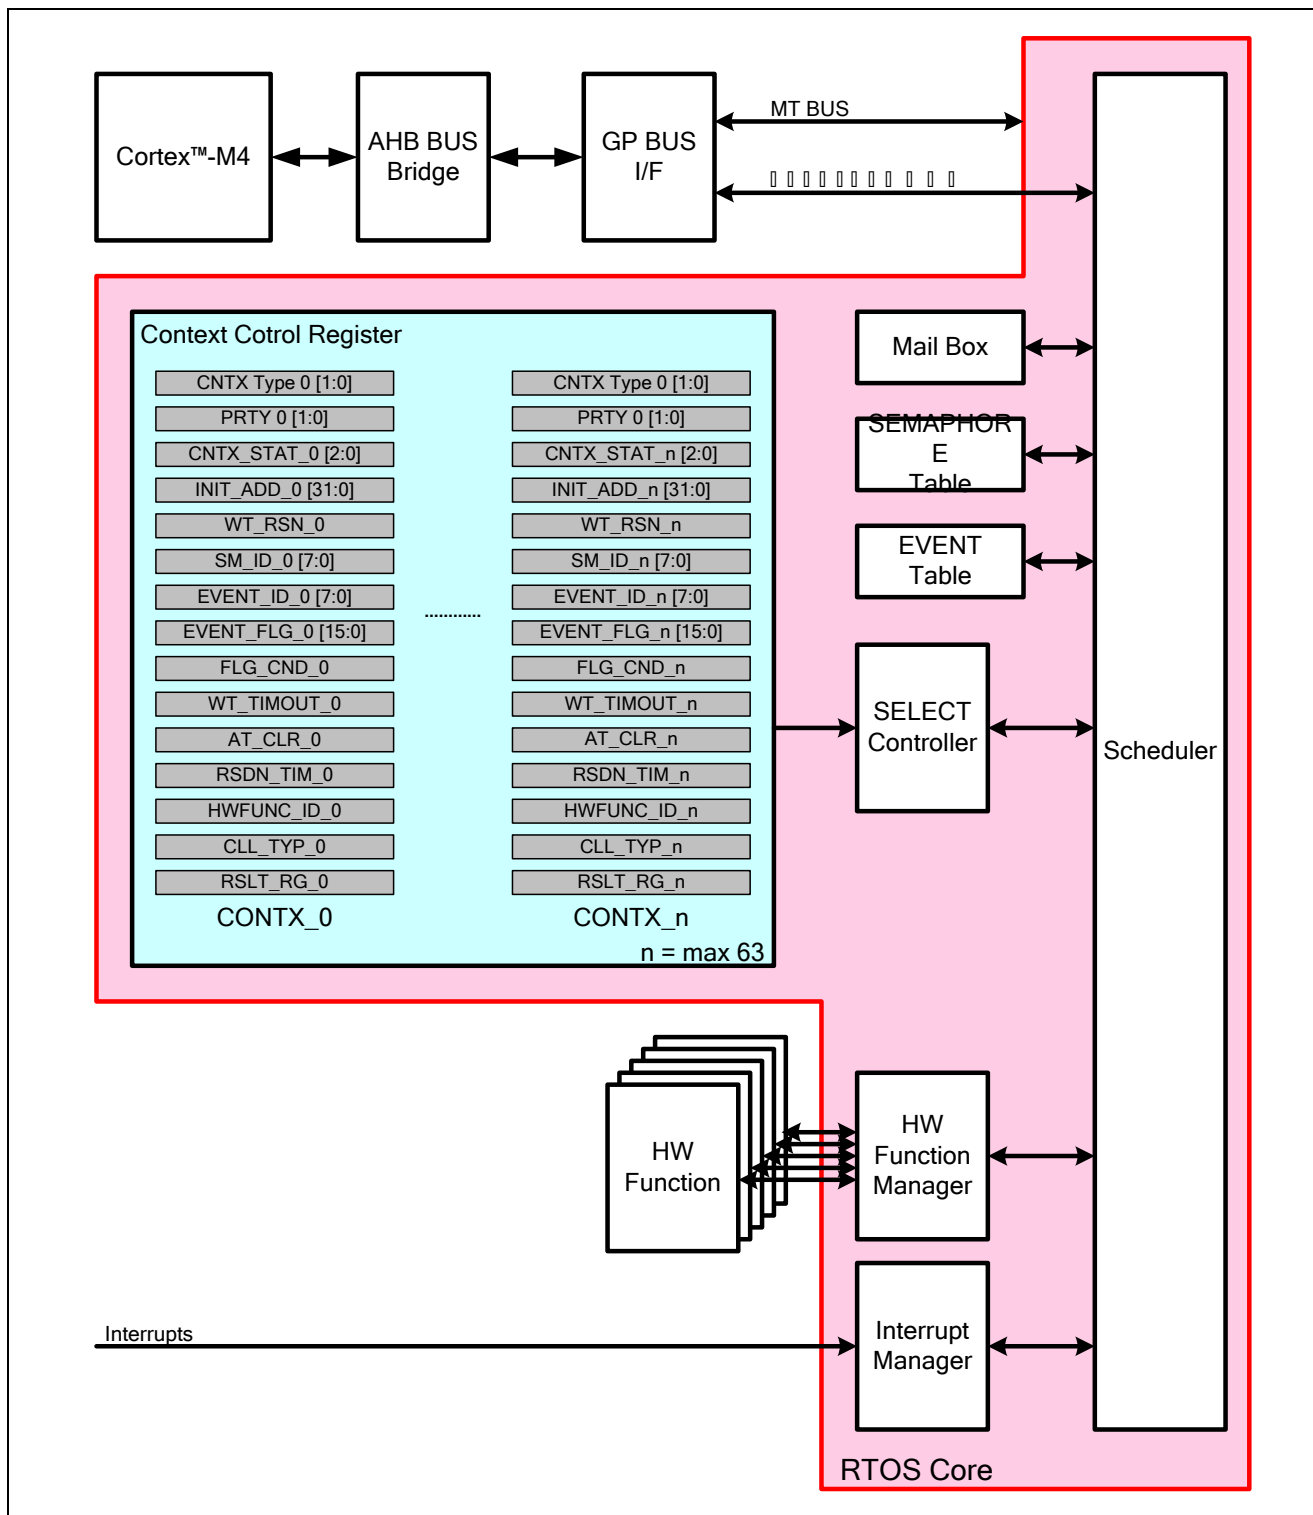 Cortex™-M4
AHB BUS
Bridge
GP BUS
I/F
MT BUS
Context Cotrol Register
CNTX Type 0 [1:0]
PRTY 0 [1:0]
CNTX_STAT_0 [2:0]
INIT_ADD_0 [31:0]
WT_RSN_0
SM_ID_0 [7:0]
EVENT_ID_0 [7:0]
EVENT_FLG_0 [15:0]
FLG_CND_0
WT_TIMOUT_0
AT_CLR_0
RSDN_TIM_0
HWFUNC_ID_0
CLL_TYP_0
RSLT_RG_0
CONTX_0
............
CNTX Type 0 [1:0]
PRTY 0 [1:0]
CNTX_STAT_n [2:0]
INIT_ADD_n [31:0]
WT_RSN_n
SM_ID_n [7:0]
EVENT_ID_n [7:0]
EVENT_FLG_n [15:0]
FLG_CND_n
WT_TIMOUT_n
AT_CLR_n
RSDN_TIM_n
HWFUNC_ID_n
CLL_TYP_n
RSLT_RG_n
CONTX_n
n = max 63
Mail Box
SEMAPHOR
E
Table
EVENT
Table
SELECT
Controller
Scheduler
HW
Function
HW
Function
Manager
Interrupts
Interrupt
Manager
RTOS Core